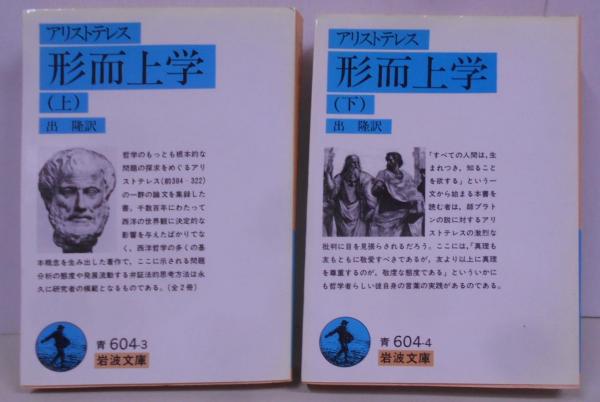 アリストテレス
形而上学
(上)
出 隆訳
哲学のもっとも根本的な
問題の探求をめぐるアリ
ストテレス(前384‐322)
の一群の論文を集録した
書。千数百年にわたって
西洋の世界観に決定的な
影響を与えたばかりでな
く、西洋哲学の多くの基
本概念を生み出した著作で、ここに示される問題
分析の態度や発展流動する弁証法的思考方法は永
久に研究者の模範となるものである。(全2冊)
青 604-3
岩波文庫
アリストテレス
形而上学
(下)
出 隆訳
「すべての人間は、生
まれつき、知ること
を欲する」という一
文から始まる本書を
読む者は、師プラト
ンの説に対するアリ
ストテレスの激烈な
批判に目を見張らされるだろう。ここには、「真理も
友もともに敬愛すべきであるが、友より以上に真理
を尊重するのが、敬虔な態度である」といういかに
も哲学者らしい彼自身の言葉の実践があるのである。
青 604-4
岩波文庫